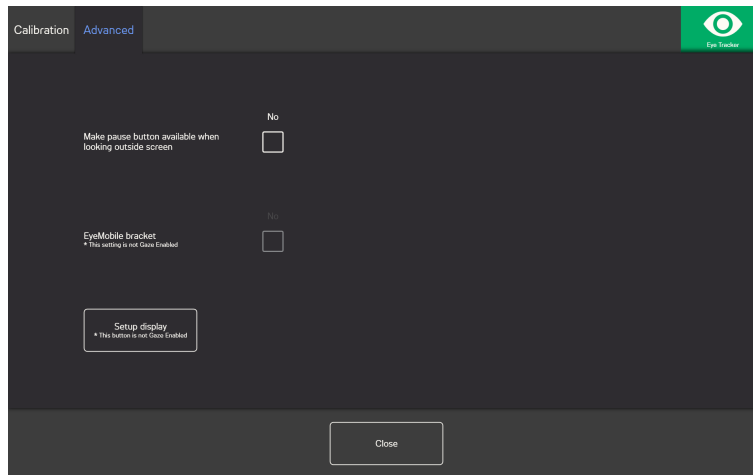 Calibration
Advanced
Eye Tracker
No
Make pause button available when
looking outside screen
No
EyeMobile bracket
* This setting is not Gaze Enabled
Setup display
* This button is not Gaze Enabled
Close